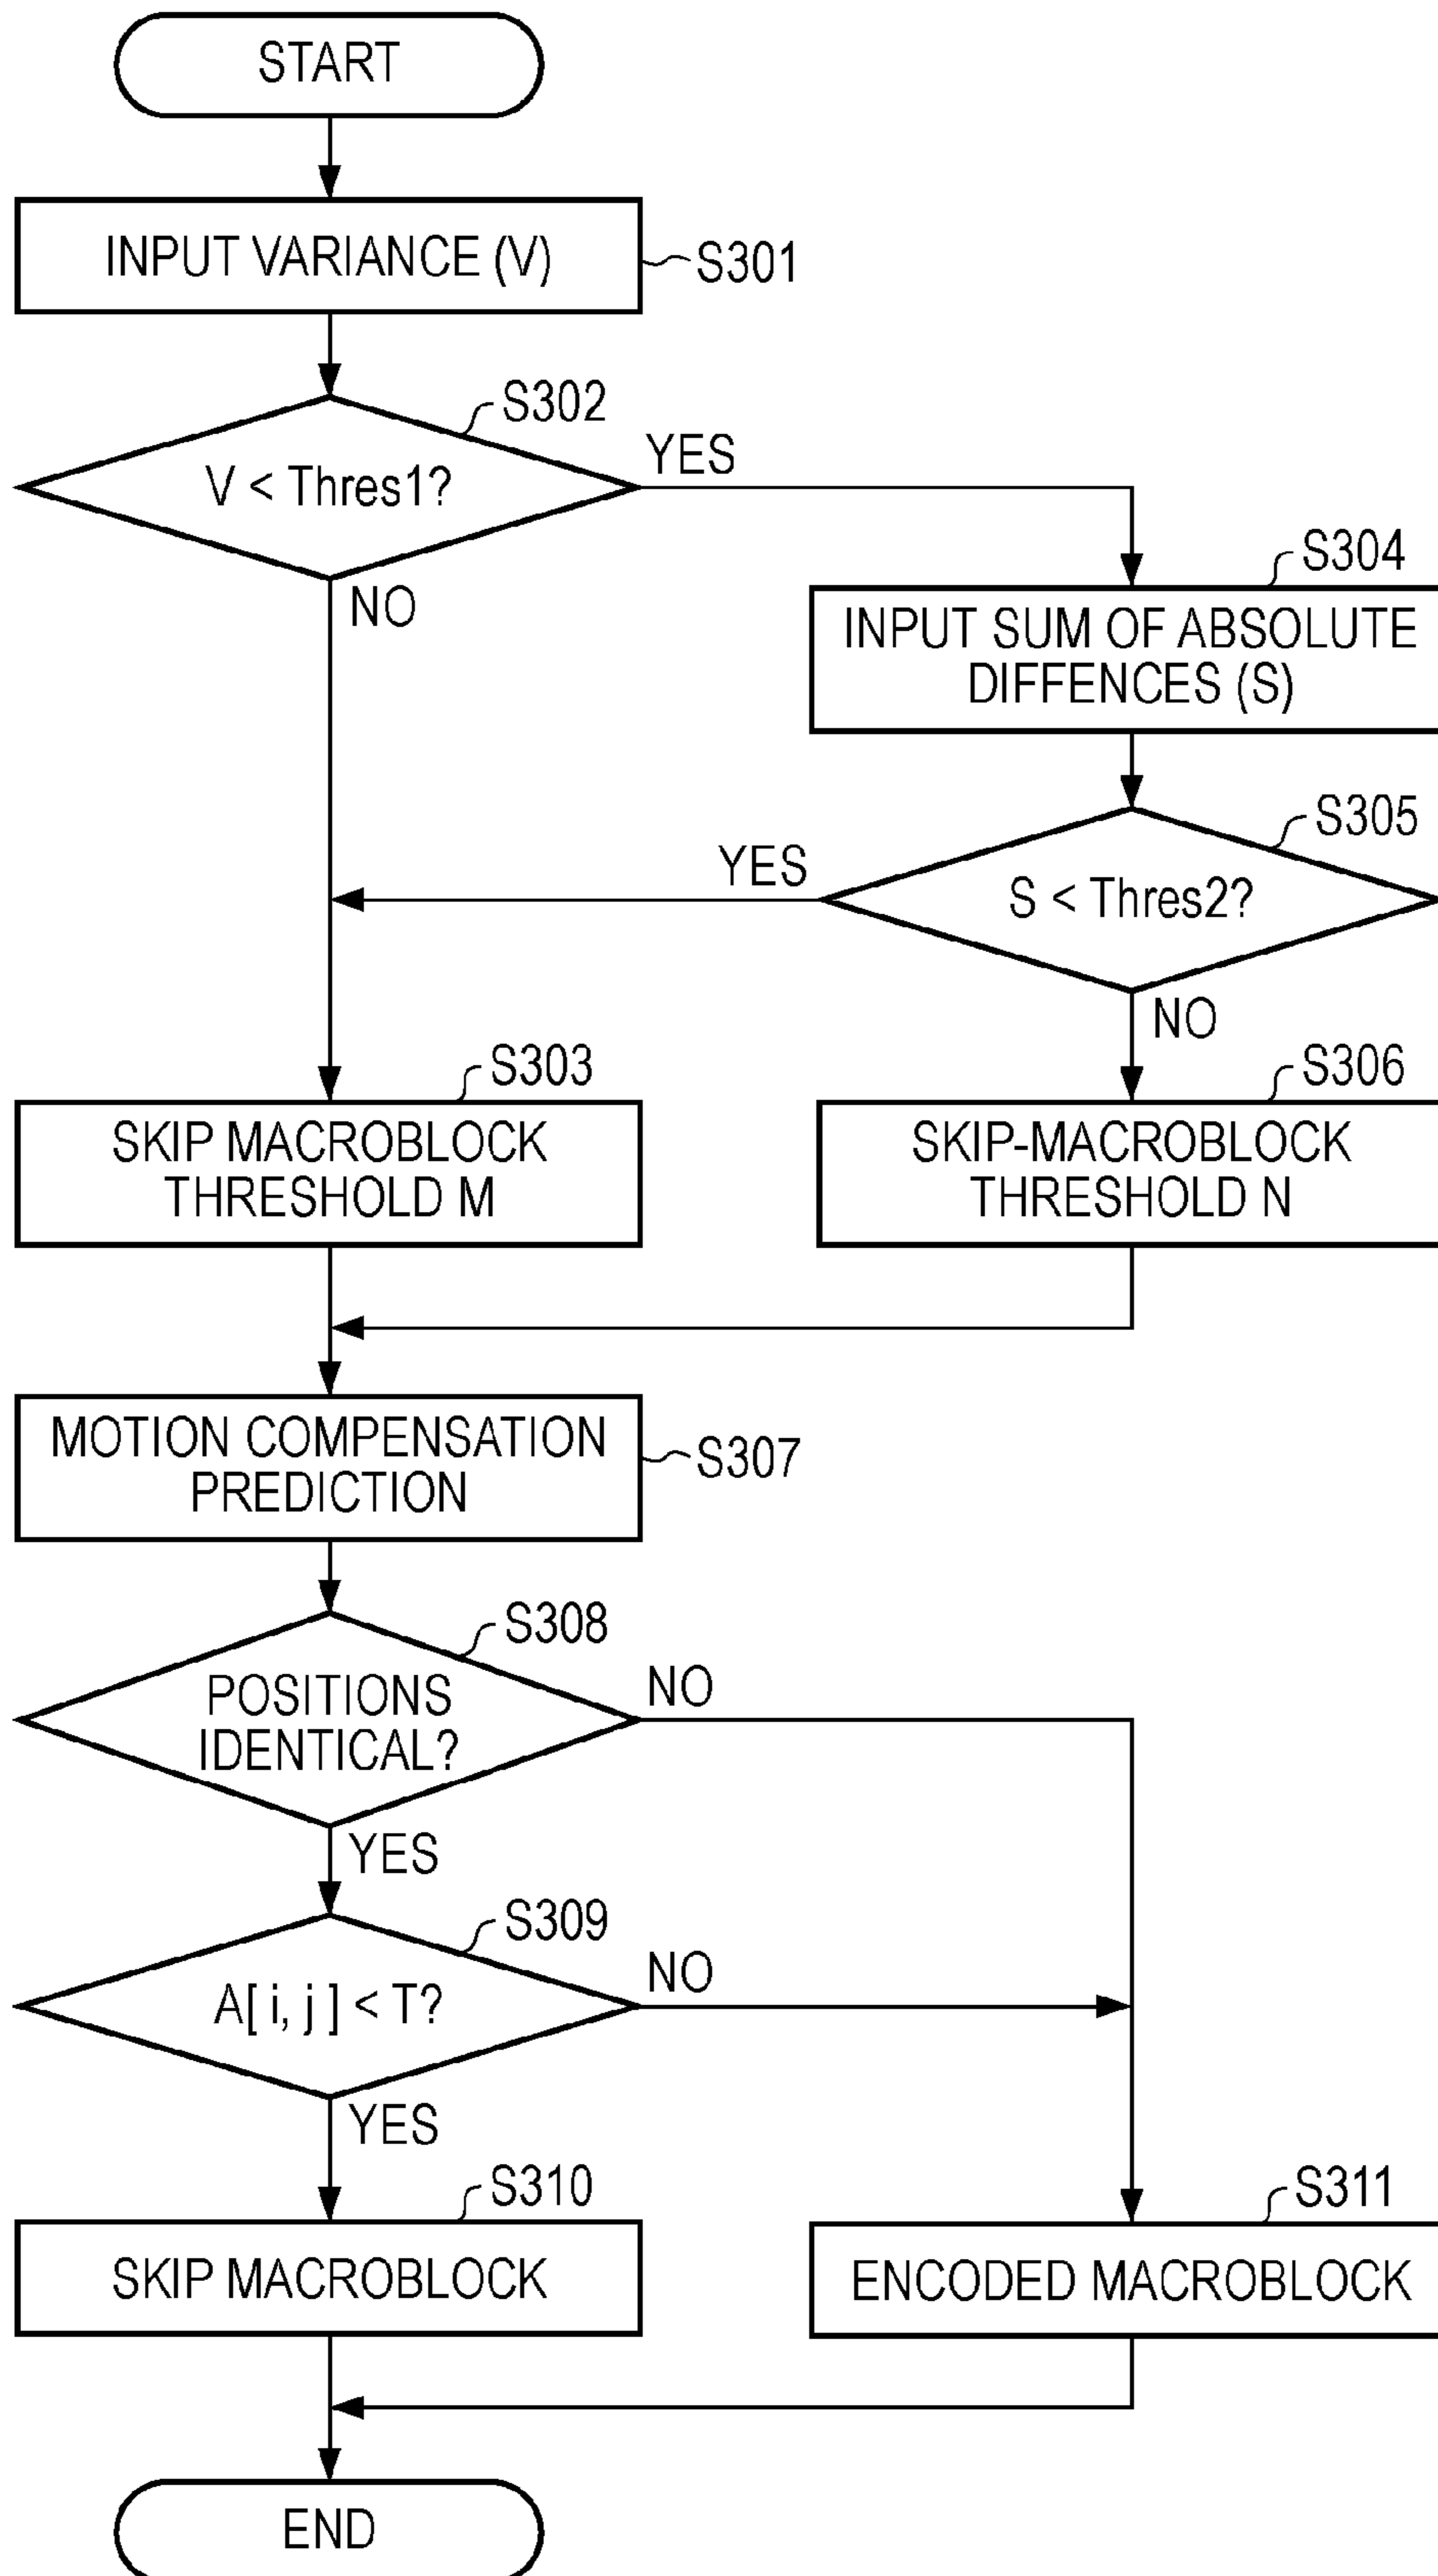 START
INPUT VARIANCE (V)
S301
S302
V < Thres1?
YES
NO
S304
INPUT SUM OF ABSOLUTE
DIFFENCES (S)
S305
S < Thres2?
YES
NO
S303
SKIP MACROBLOCK
THRESHOLD M
S306
SKIP-MACROBLOCK
THRESHOLD N
MOTION COMPENSATION
PREDICTION
S307
S308
POSITIONS
IDENTICAL?
NO
YES
S309
A[ i, j ] < T?
NO
YES
S310
SKIP MACROBLOCK
S311
ENCODED MACROBLOCK
END